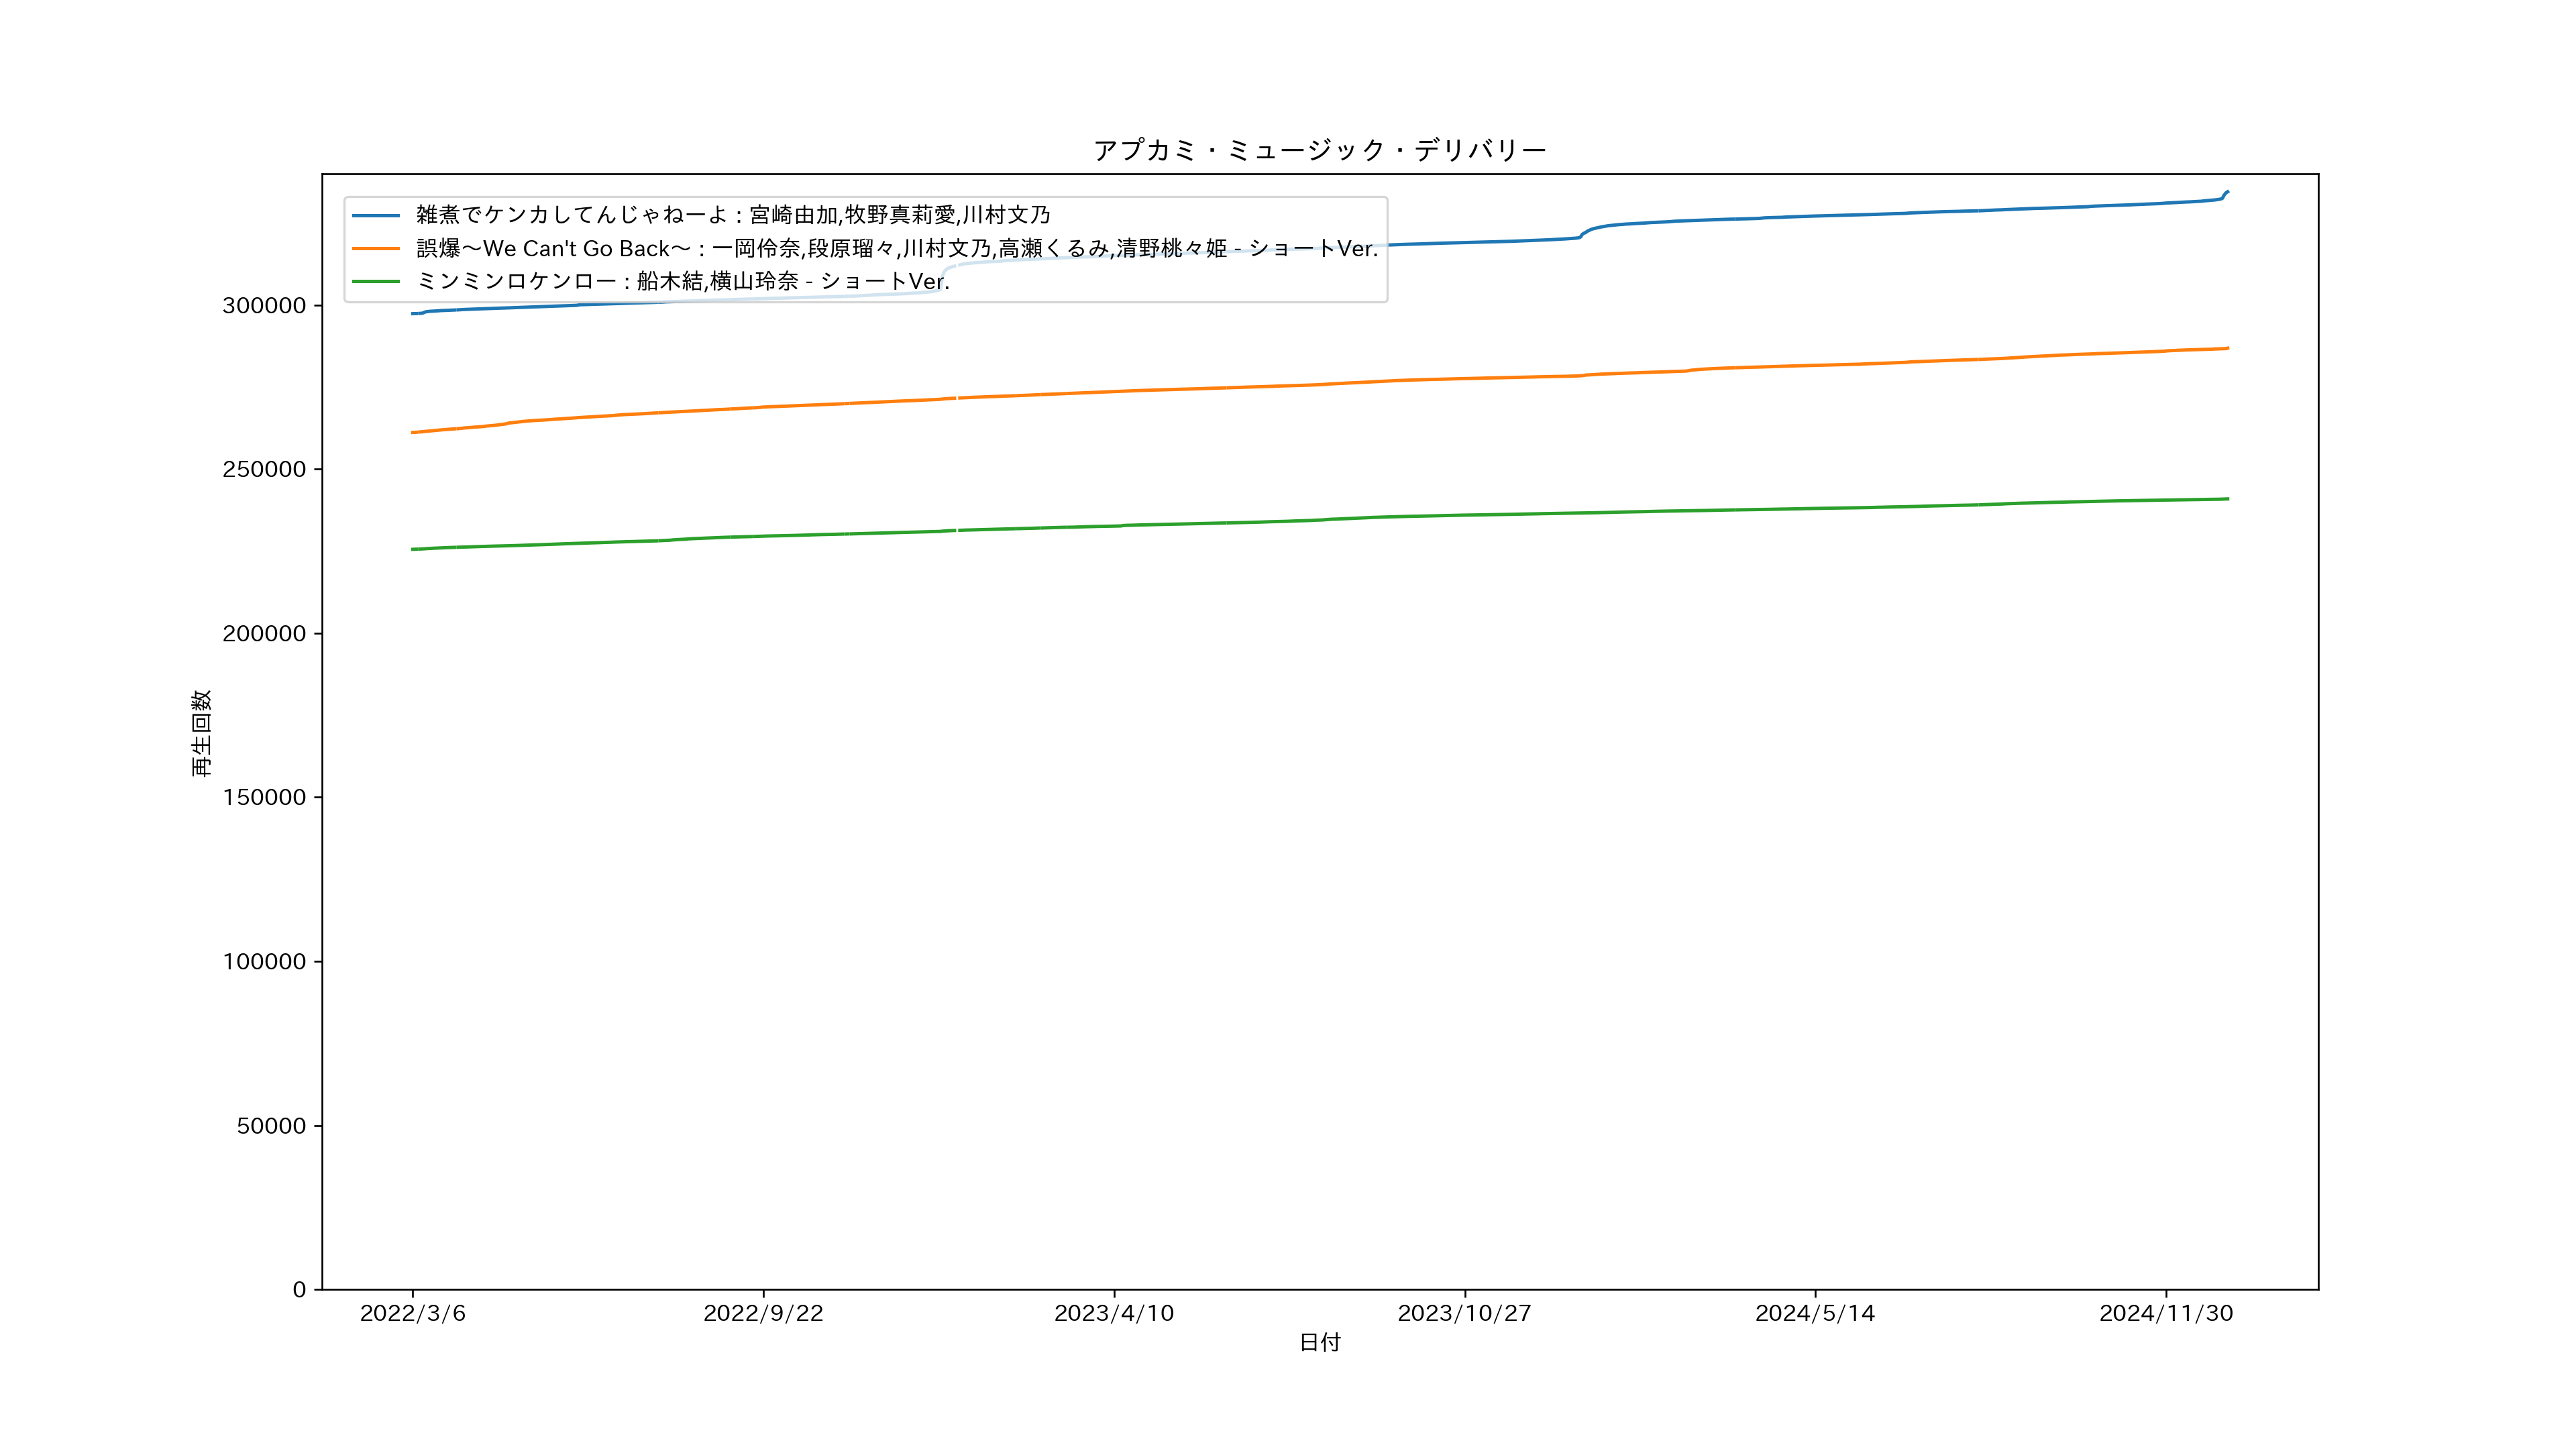 アプカミ・ミュージック・デリバリー
雑煮でケンカしてんじゃねーよ : 宮崎由加,牧野真莉愛,川村文乃
誤爆〜We Can't Go Back〜 : 一岡伶奈,段原瑠々,川村文乃,高瀬くるみ,清野桃々姫 - ショートVer.
ミンミンロケンロー : 船木結,横山玲奈 - ショートVer.
300000
250000
200000
150000
100000
50000
0
再生回数
2022/3/6 2022/9/22 2023/4/10 2023/10/27 2024/5/14 2024/11/30
日付